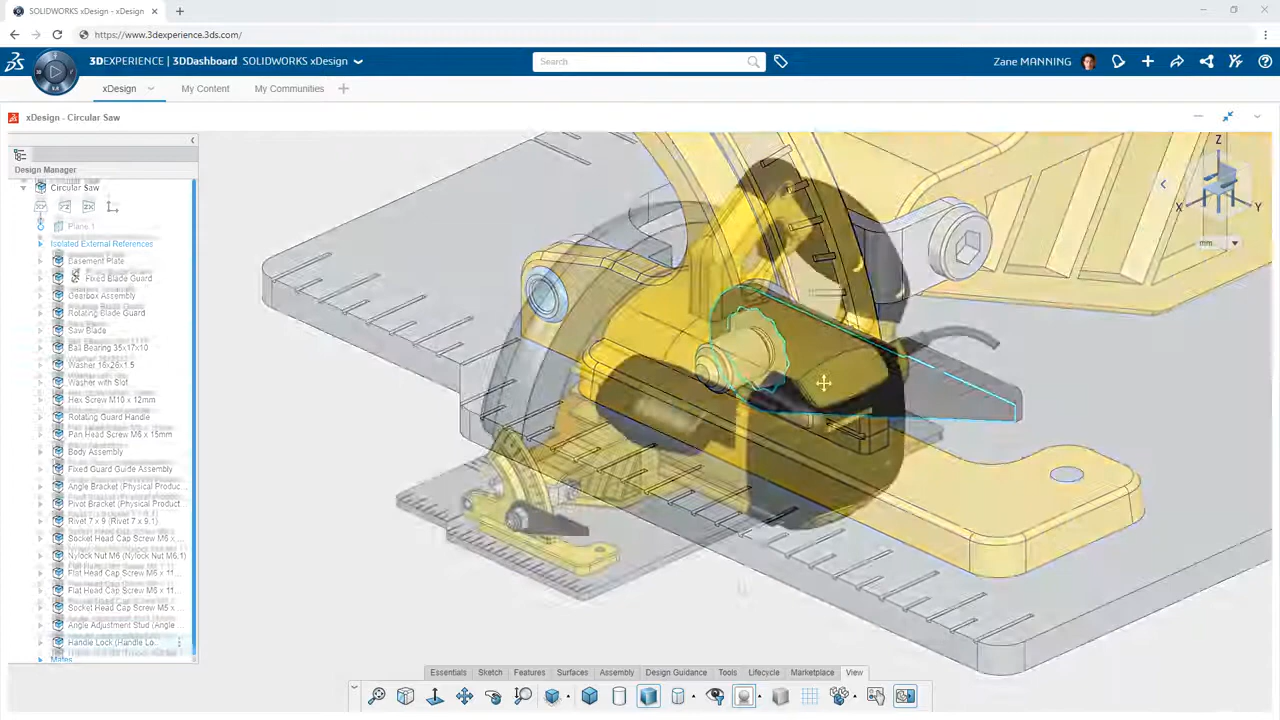 SOLIDWORKS xDesign - xDesign
https://www.3dexperience.3ds.com/
3DEXPERIENCE | 3DDashboard SOLIDWORKS xDesign
Search
Zane MANNING
xDesign
My Content
My Communities
xDesign - Circular Saw
Design Manager
Circular Saw
Plane 1
Isolated External References
Basement Plate
Fixed Blade Guard
Gearbox Assembly
Rotating Blade Guard
Saw Blade
Ball Bearing 35x17x10
Washer 16x26x1.5
Washer with Slot
Hex Screw M10 x 12mm
Rotating Guard Handle
Pan Head Screw M6 x 15mm
Body Assembly
Fixed Guard Guide Assembly
Angle Bracket (Physical Produc...
Pivot Bracket (Physical Product...
Rivet 7 x 9 (Rivet 7 x 9.1)
Socket Head Cap Screw M6 x ...
Nylock Nut M6 (Nylock Nut M6.1)
Flat Head Cap Screw M6 x 11...
Flat Head Cap Screw M6 x 11...
Socket Head Cap Screw M5 x ...
Angle Adjustment Stud (Angle ...
Handle Lock (Handle Lo...
Mates
Z
X
Y
mm...
Essentials
Sketch
Features
Surfaces
Assembly
Design Guidance
Tools
Lifecycle
Marketplace
View